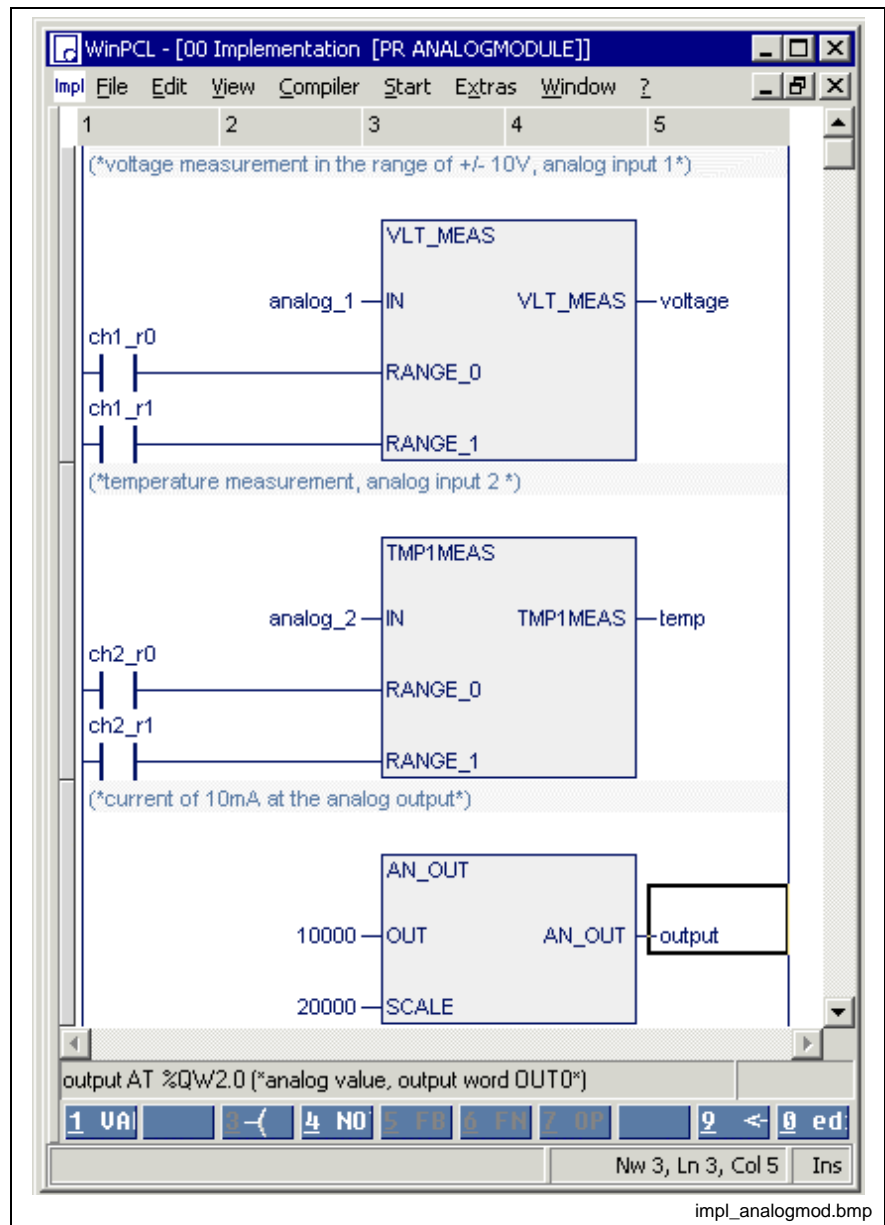 WinPCL - [00 Implementation [PR ANALOGMODULE]]
Impl File Edit View Compiler Start Extras Window ?
1 2 3 4 5
(*voltage measurement in the range of +/- 10V, analog input 1*)
VLT_MEAS
analog_1 IN VLT_MEAS voltage
ch1_r0
RANGE_0
ch1_r1
RANGE_1
(*temperature measurement, analog input 2 *)
TMP1MEAS
analog_2 IN TMP1MEAS temp
ch2_r0
RANGE_0
ch2_r1
RANGE_1
(*current of 10mA at the analog output*)
AN_OUT
10000 OUT AN_OUT output
20000 SCALE
output AT %QW2.0 (*analog value, output word OUT0*)
1 VA 3 -( 4 NO 5 FB 6 FN 7 OP 9 <- 0 ed
Nw 3, Ln 3, Col 5 Ins
impl_analogmod.bmp